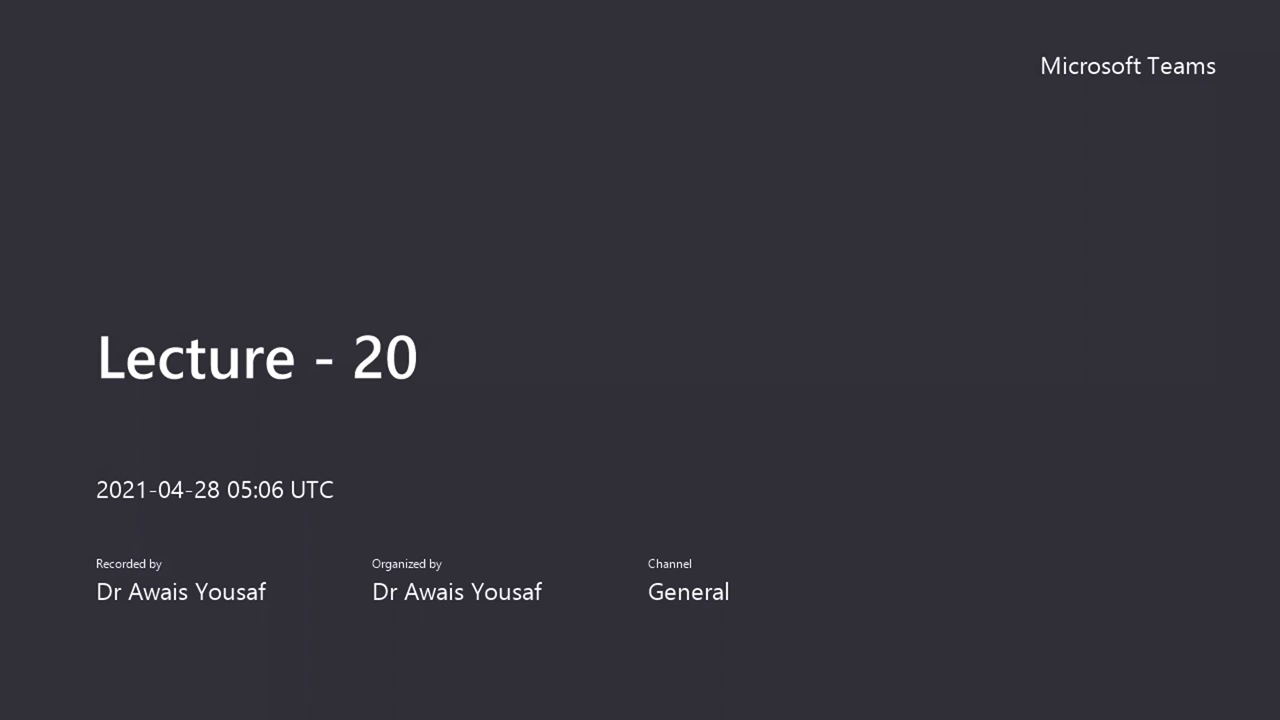 Microsoft Teams
Lecture - 20
2021-04-28 05:06 UTC
Recorded by
Dr Awais Yousaf
Organized by
Dr Awais Yousaf
Channel
General